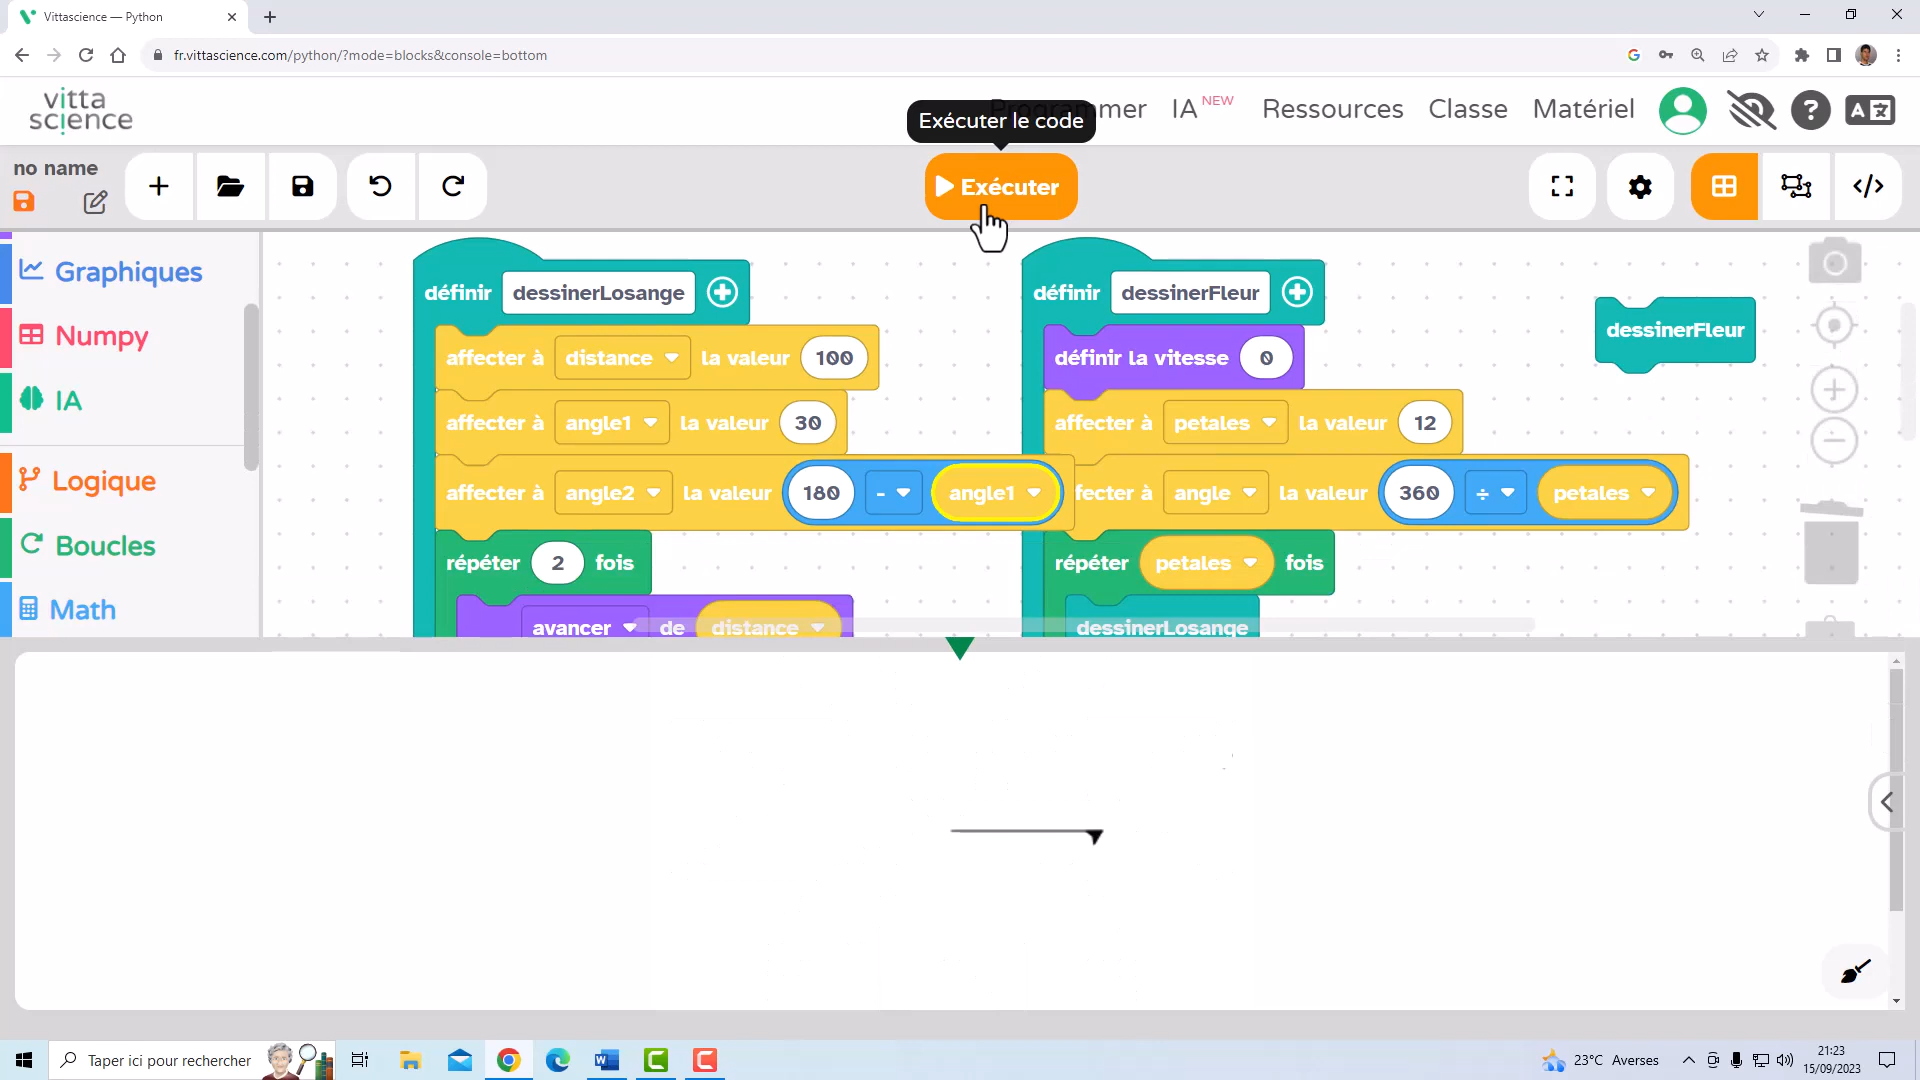 Vittascience — Python
fr.vittascience.com/python/?mode=blocks&console=bottom
vitta
science
Programmer
IA NEW
Ressources
Classe
Matériel
Exécuter le code
no name
Exécuter
Graphiques
Numpy
IA
Logique
Boucles
Math
définir dessinerLosange
affecter à distance la valeur 100
affecter à angle1 la valeur 30
affecter à angle2 la valeur 180 - angle1
répéter 2 fois
avancer de distance
définir dessinerFleur
définir la vitesse 0
affecter à petales la valeur 12
fecter à angle la valeur 360 ÷ petales
répéter petales fois
dessinerLosange
dessinerFleur
Taper ici pour rechercher
23°C Averses
21:23
15/09/2023